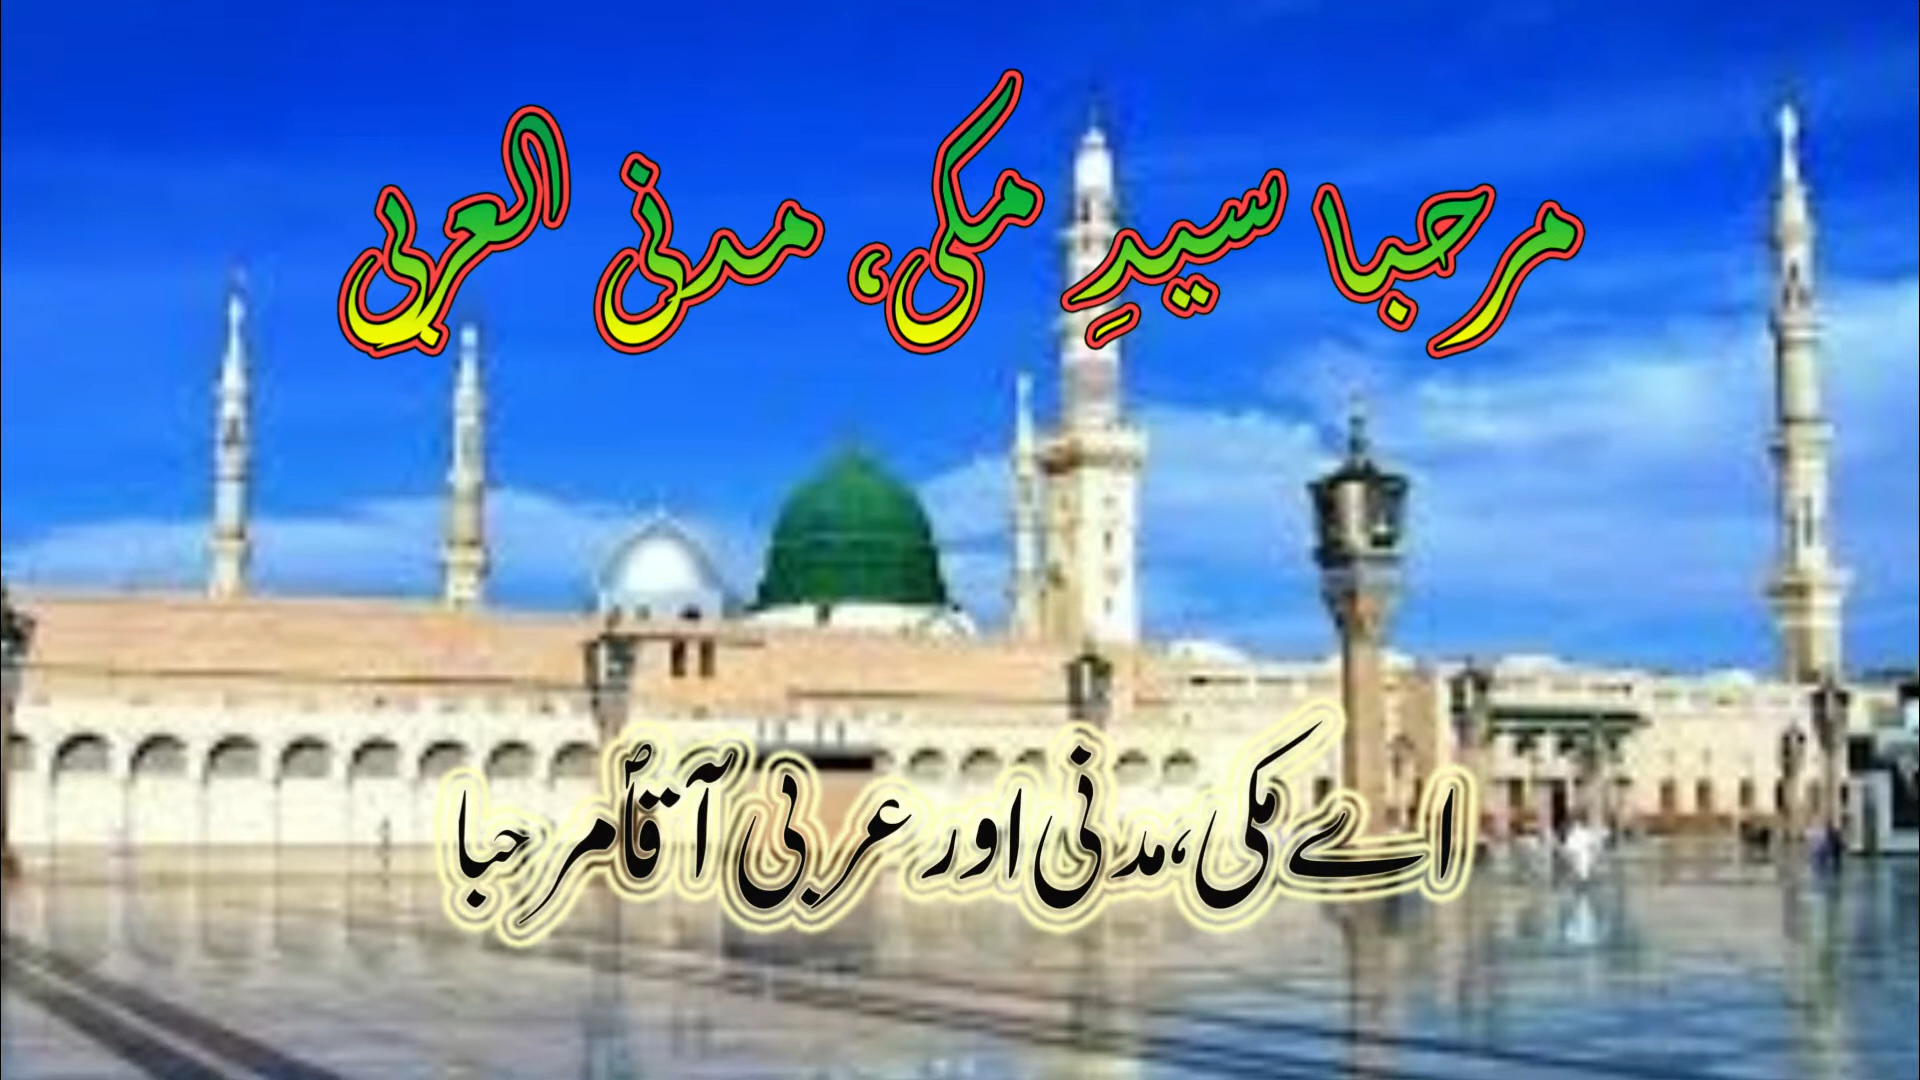 مرحبا سیدِ مکی، مدنی العربی
اے مکی،مدنی اور عربی آقاؐ مرحبا